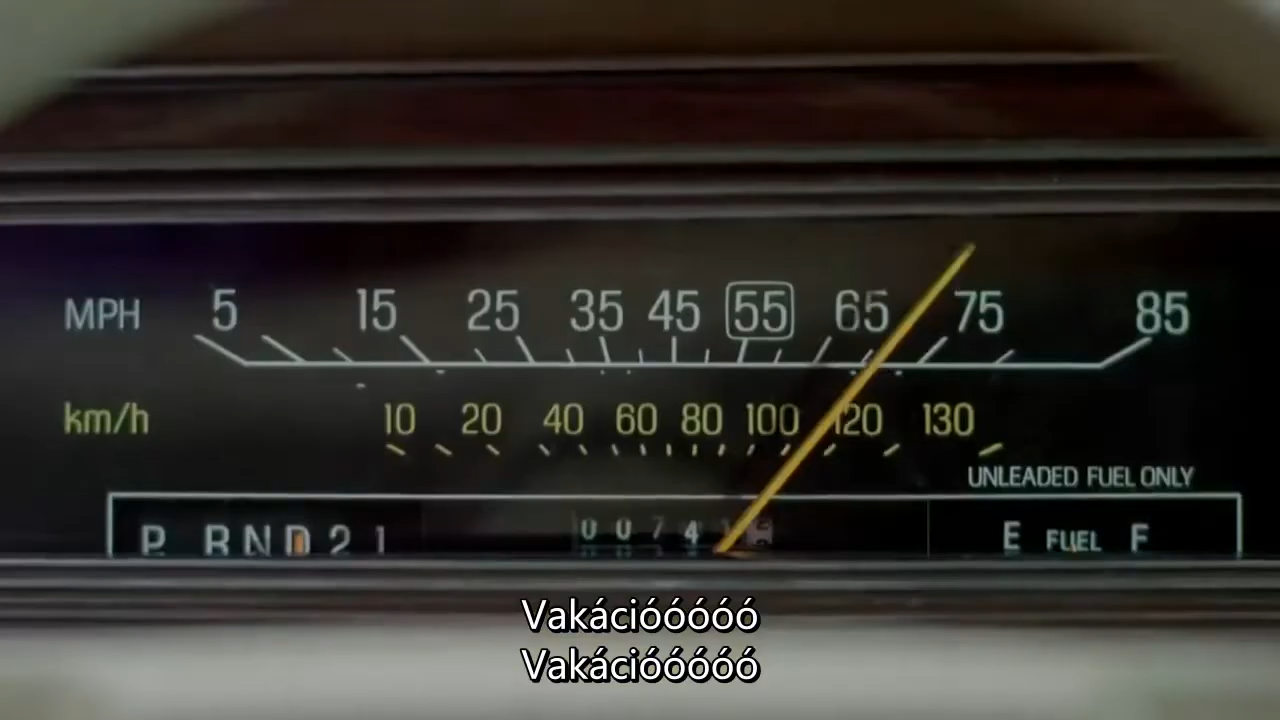 MPH 5 15 25 35 45 55 65 75 85
km/h 10 20 40 60 80 100 120 130
UNLEADED FUEL ONLY
P R N D 2 1 0 0 7 4 E FUEL F
Vakációóóóó
Vakációóóóó